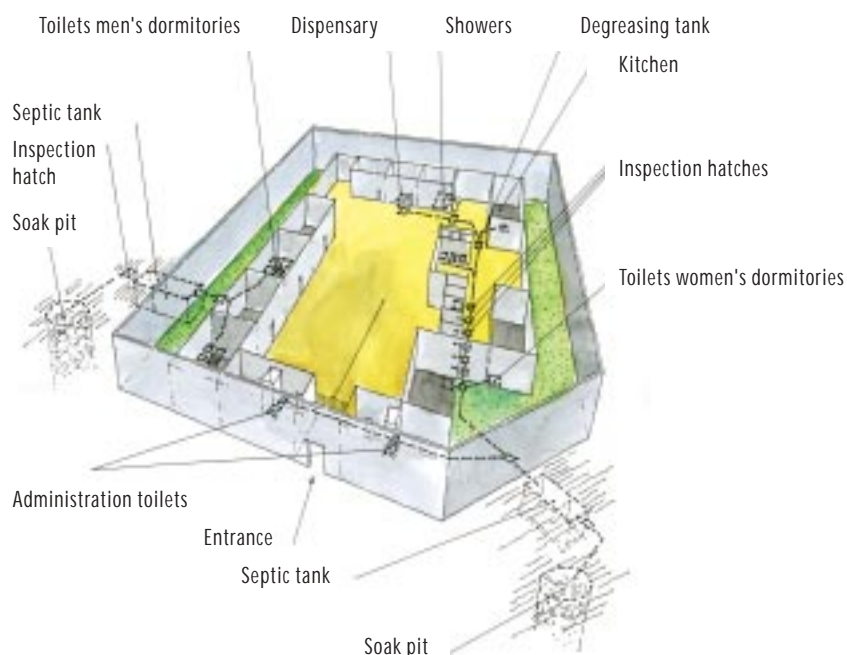 Toilets men's dormitories
Dispensary
Showers
Degreasing tank
Kitchen
Septic tank
Inspection
hatch
Inspection hatches
Soak pit
Toilets women's dormitories
Administration toilets
Entrance
Septic tank
Soak pit